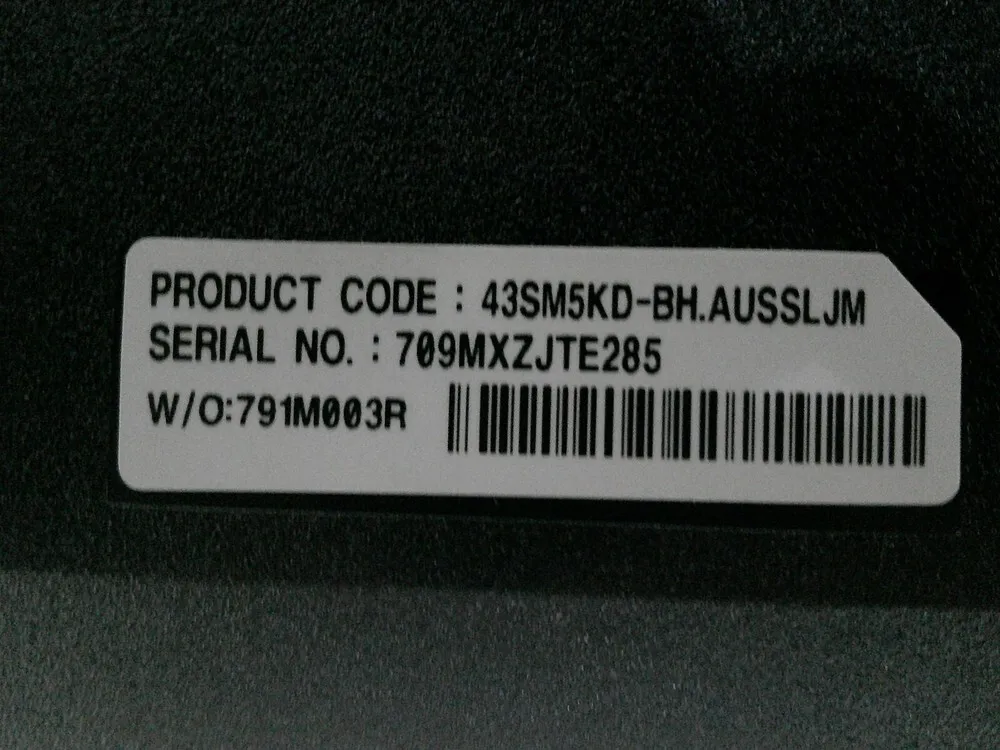 PRODUCT CODE : 43SM5KD-BH.AUSSLJM
SERIAL NO. : 709MXZJTE285
W/O:791M003R